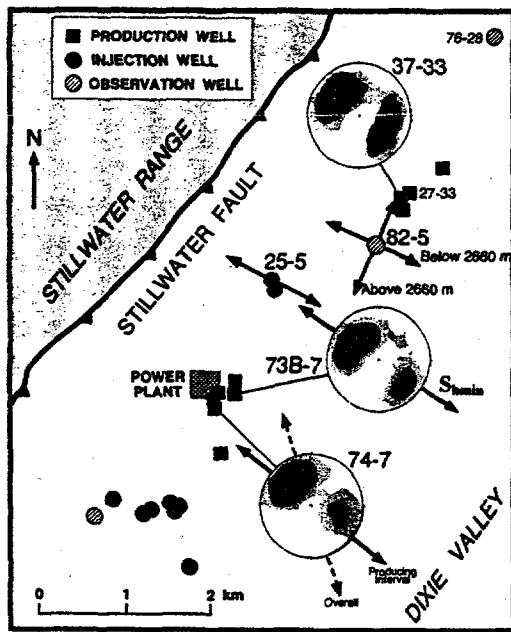 PRODUCTION WELL
INJECTION WELL
OBSERVATION WELL
76-28
37-33
N
STILLWATER RANGE
STILLWATER FAULT
27-33
82-5
Below 2660 m
Above 2660 m
25-5
73B-7
POWER
PLANT
Shmin
74-7
Producing
Interval
Overall
DIXIE VALLEY
0 2
km